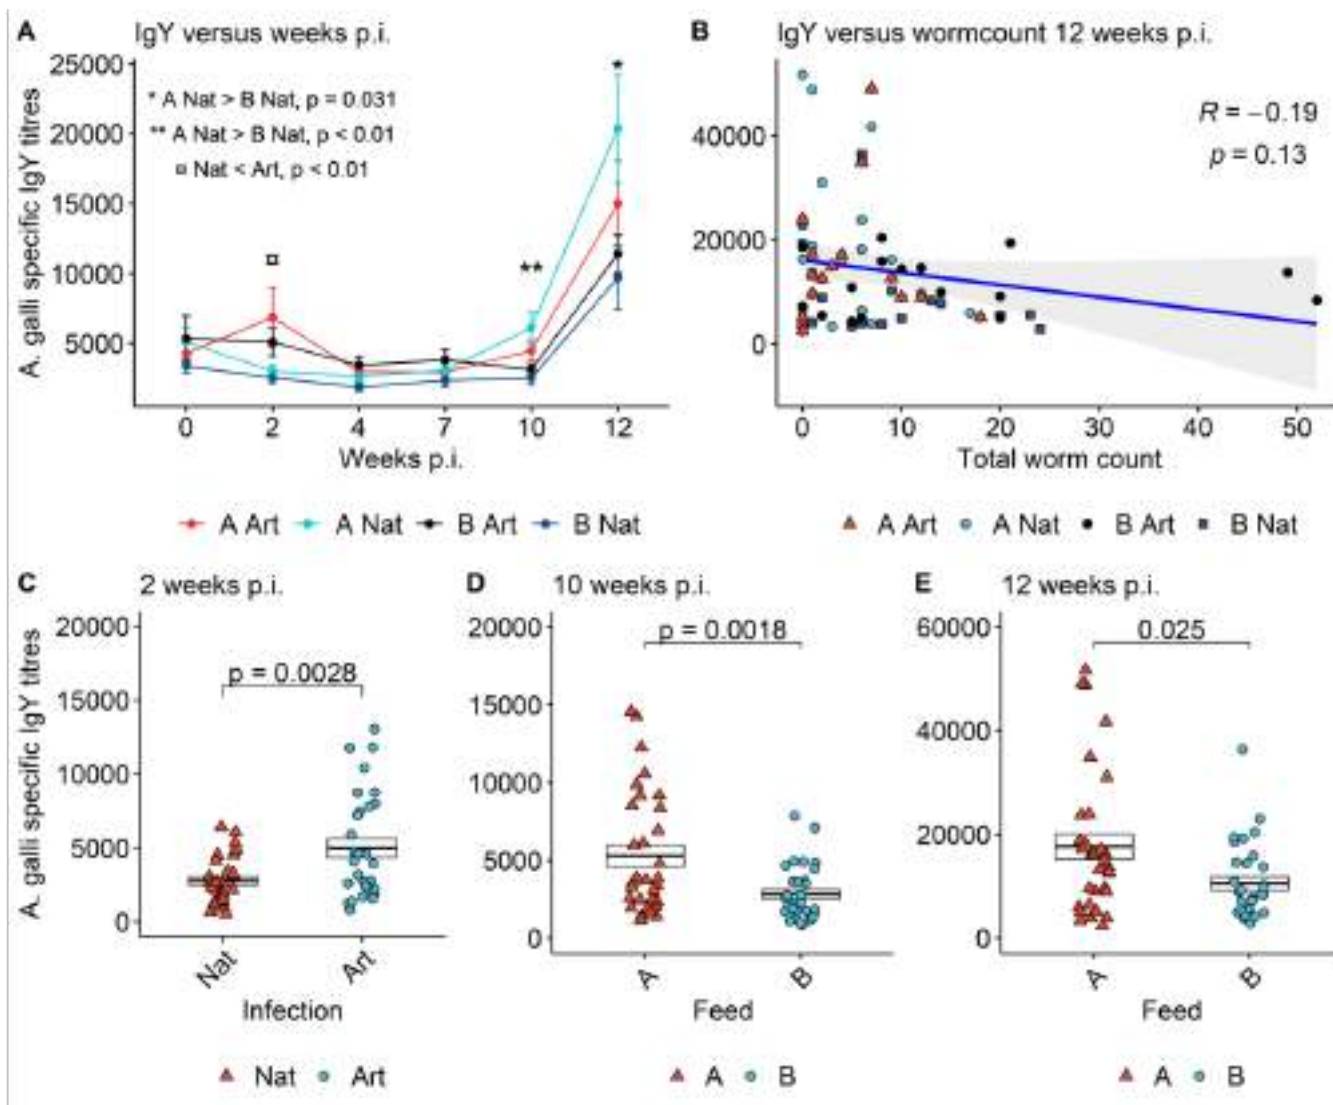 A IgY versus weeks p.i.
A. galli specific IgY titres
25000
20000
15000
10000
5000
* A Nat > B Nat, p = 0.031
** A Nat > B Nat, p < 0.01
¤ Nat < Art, p < 0.01
¤
**
*
0 2 4 7 10 12
Weeks p.i.
A Art A Nat B Art B Nat
B IgY versus wormcount 12 weeks p.i.
40000
20000
0
R = −0.19
p = 0.13
0 10 20 30 40 50
Total worm count
A Art A Nat B Art B Nat
C 2 weeks p.i.
A. galli specific IgY titres
20000
15000
10000
5000
0
p = 0.0028
Nat Art
Infection
Nat Art
D 10 weeks p.i.
20000
15000
10000
5000
0
p = 0.0018
A B
Feed
A B
E 12 weeks p.i.
60000
40000
20000
0
0.025
A B
Feed
A B